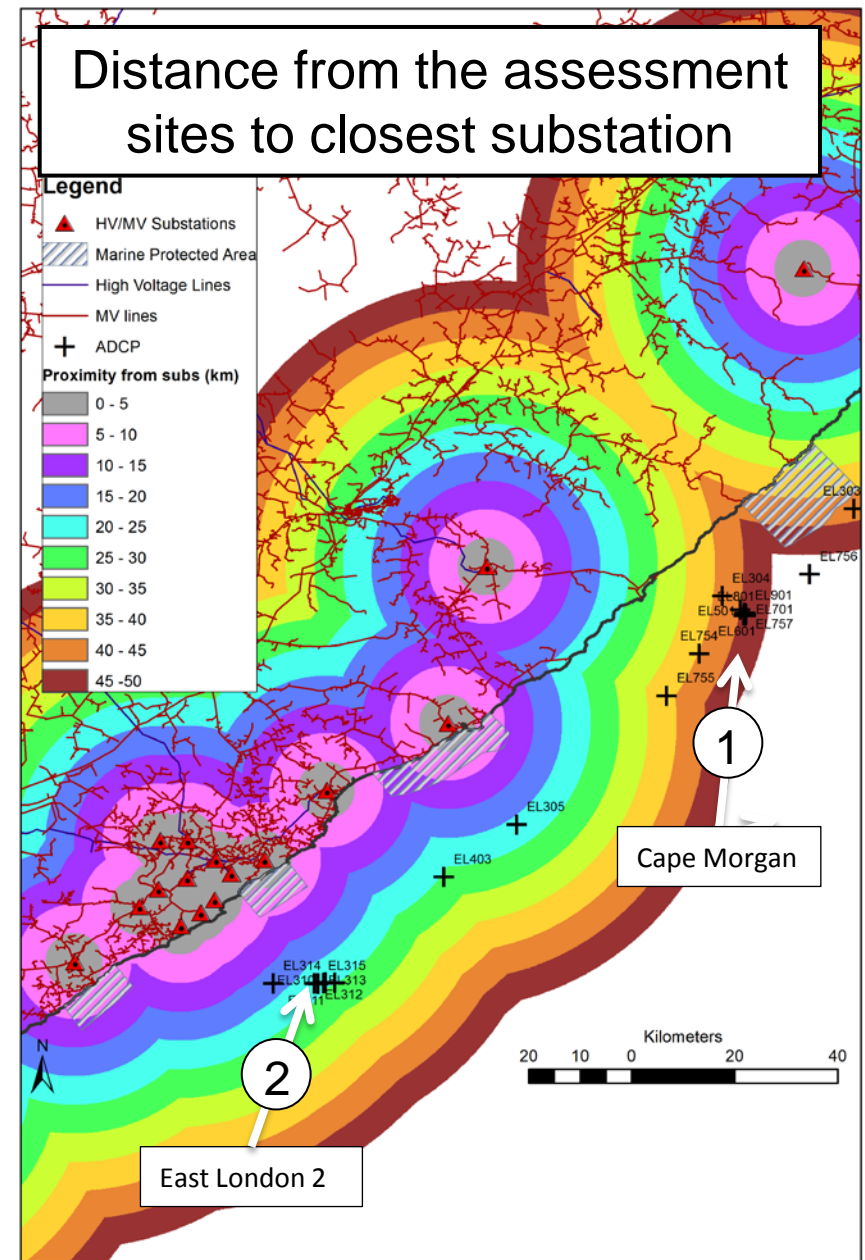 Distance from the assessment
sites to closest substation
Legend
HV/MV Substations
Marine Protected Area
High Voltage Lines
MV lines
ADCP
Proximity from subs (km)
0 - 5
5 - 10
10 - 15
15 - 20
20 - 25
25 - 30
30 - 35
35 - 40
40 - 45
45 -50
EL303
EL756
EL304
EL901
EL701
EL757
EL601
EL754
EL755
1
Cape Morgan
EL305
EL403
EL314
EL315
EL313
EL312
Kilometers
20 10 0 20 40
N
2
East London 2